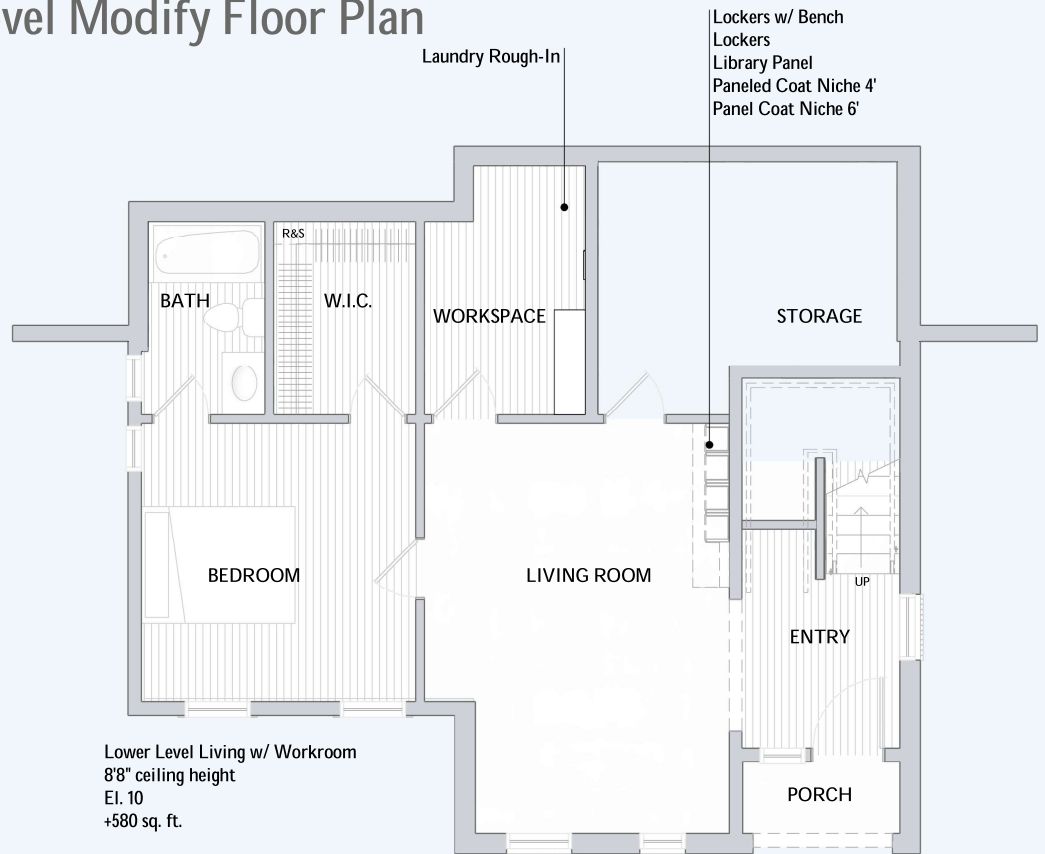 vel Modify Floor Plan
Lockers w/ Bench
Lockers
Library Panel
Paneled Coat Niche 4'
Panel Coat Niche 6'
Laundry Rough-In
R&S
BATH
W.I.C.
WORKSPACE
STORAGE
BEDROOM
LIVING ROOM
UP
ENTRY
PORCH
Lower Level Living w/ Workroom
8'8" ceiling height
El. 10
+580 sq. ft.